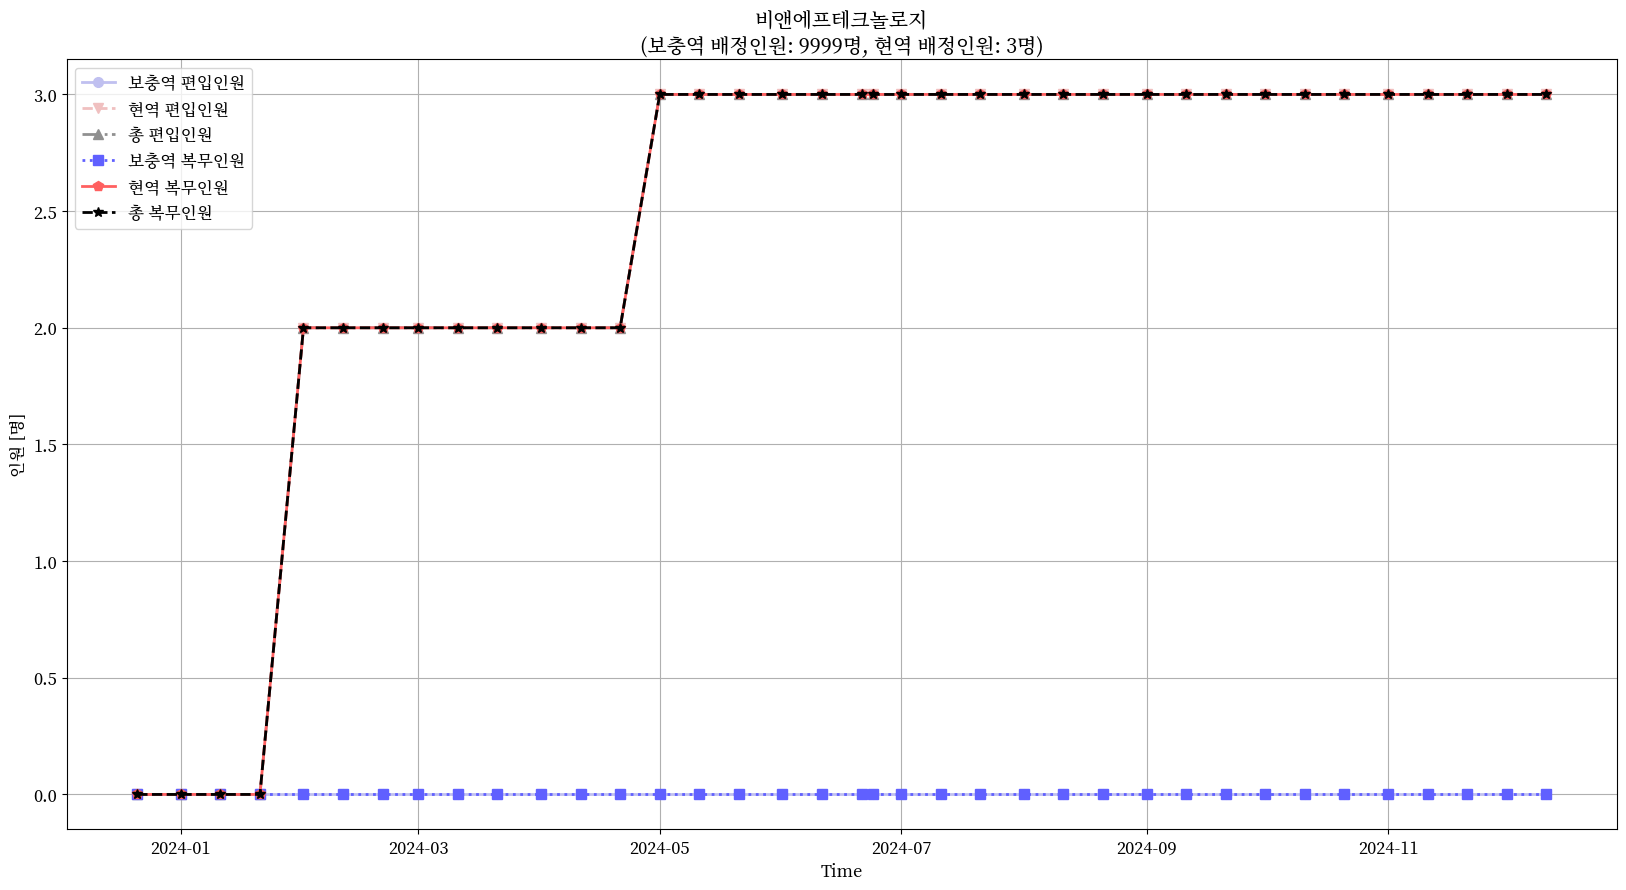 비앤에프테크놀로지
(보충역 배정인원: 9999명, 현역 배정인원: 3명)
보충역 편입인원
현역 편입인원
총 편입인원
보충역 복무인원
현역 복무인원
총 복무인원
인원 [명]
3.0
2.5
2.0
1.5
1.0
0.5
0.0
2024-01
2024-03
2024-05
2024-07
2024-09
2024-11
Time